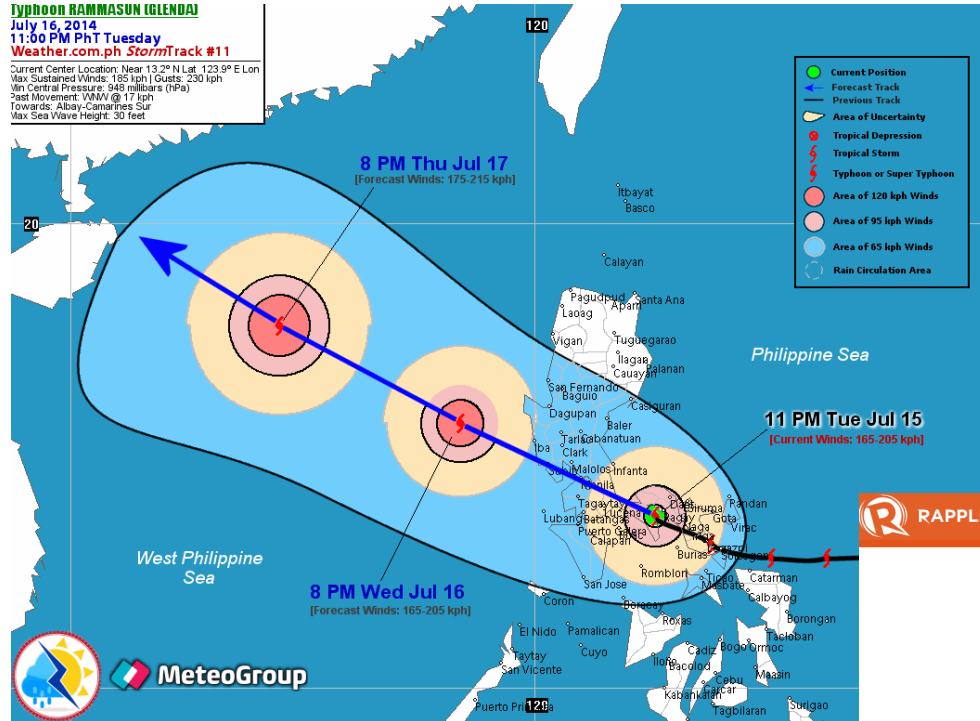 Typhoon RAMMASUN (GLENDA)
July 16, 2014
11:00 PM PhT Tuesday
Weather.com.ph StormTrack #11
Current Center Location: Near 13.2° N Lat 123.9° E Lon
Max Sustained Winds: 185 kph | Gusts: 230 kph
Min Central Pressure: 948 millibars (hPa)
Past Movement: WNW @ 17 kph
Towards: Albay-Camarines Sur
Max Sea Wave Height: 30 feet
120
Current Position
Forecast Track
Previous Track
Area of Uncertainty
Tropical Depression
Tropical Storm
Typhoon or Super Typhoon
Area of 120 kph Winds
Area of 95 kph Winds
Area of 65 kph Winds
Rain Circulation Area
8 PM Thu Jul 17
[Forecast Winds: 175-215 kph]
Itbayat
Basco
20
Calayan
Pagudpud
Santa Ana
Laoag
Aparri
Vigan
Tuguegarao
Ilagan
Cauayan
Palanan
Philippine Sea
San Fernando
Baguio
Dagupan
Casiguran
11 PM Tue Jul 15
[Current Winds: 165-205 kph]
Baler
Tarlac
Cabanatuan
Iba
Clark
Malolos
Infanta
Manila
Tagaytay
Lucena
Daet
Siruma
Pandan
Lubang
Batangas
Naga
Gota
Virac
Puerto Galera
Calapan
RAPPL
Burias
Sorsogon
West Philippine
Sea
Romblon
Ticao
Masbate
Catarman
Calbayog
San Jose
Coron
Boracay
Roxas
Borongan
8 PM Wed Jul 16
[Forecast Winds: 165-205 kph]
El Nido
Pamalican
Tacloban
Taytay
Cuyo
Iloilo
Cadiz
Bogo
Ormoc
San Vicente
Bacolod
Maasin
Cebu
Carcar
Kabankalan
MeteoGroup
120
Tagbilaran
Surigao